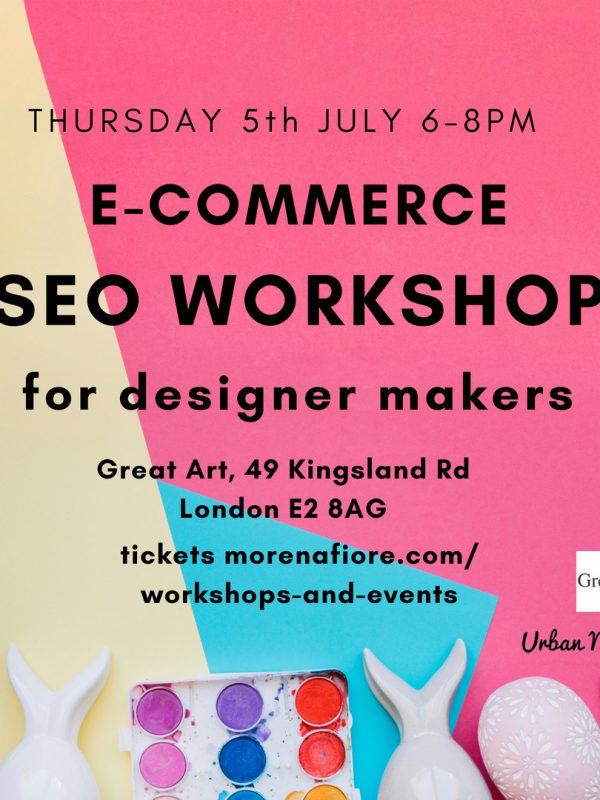 THURSDAY 5th JULY 6-8PM
E-COMMERCE
SEO WORKSHOP
for designer makers
Great Art, 49 Kingsland Rd
London E2 8AG
tickets morenafiore.com/
workshops-and-events
Urban